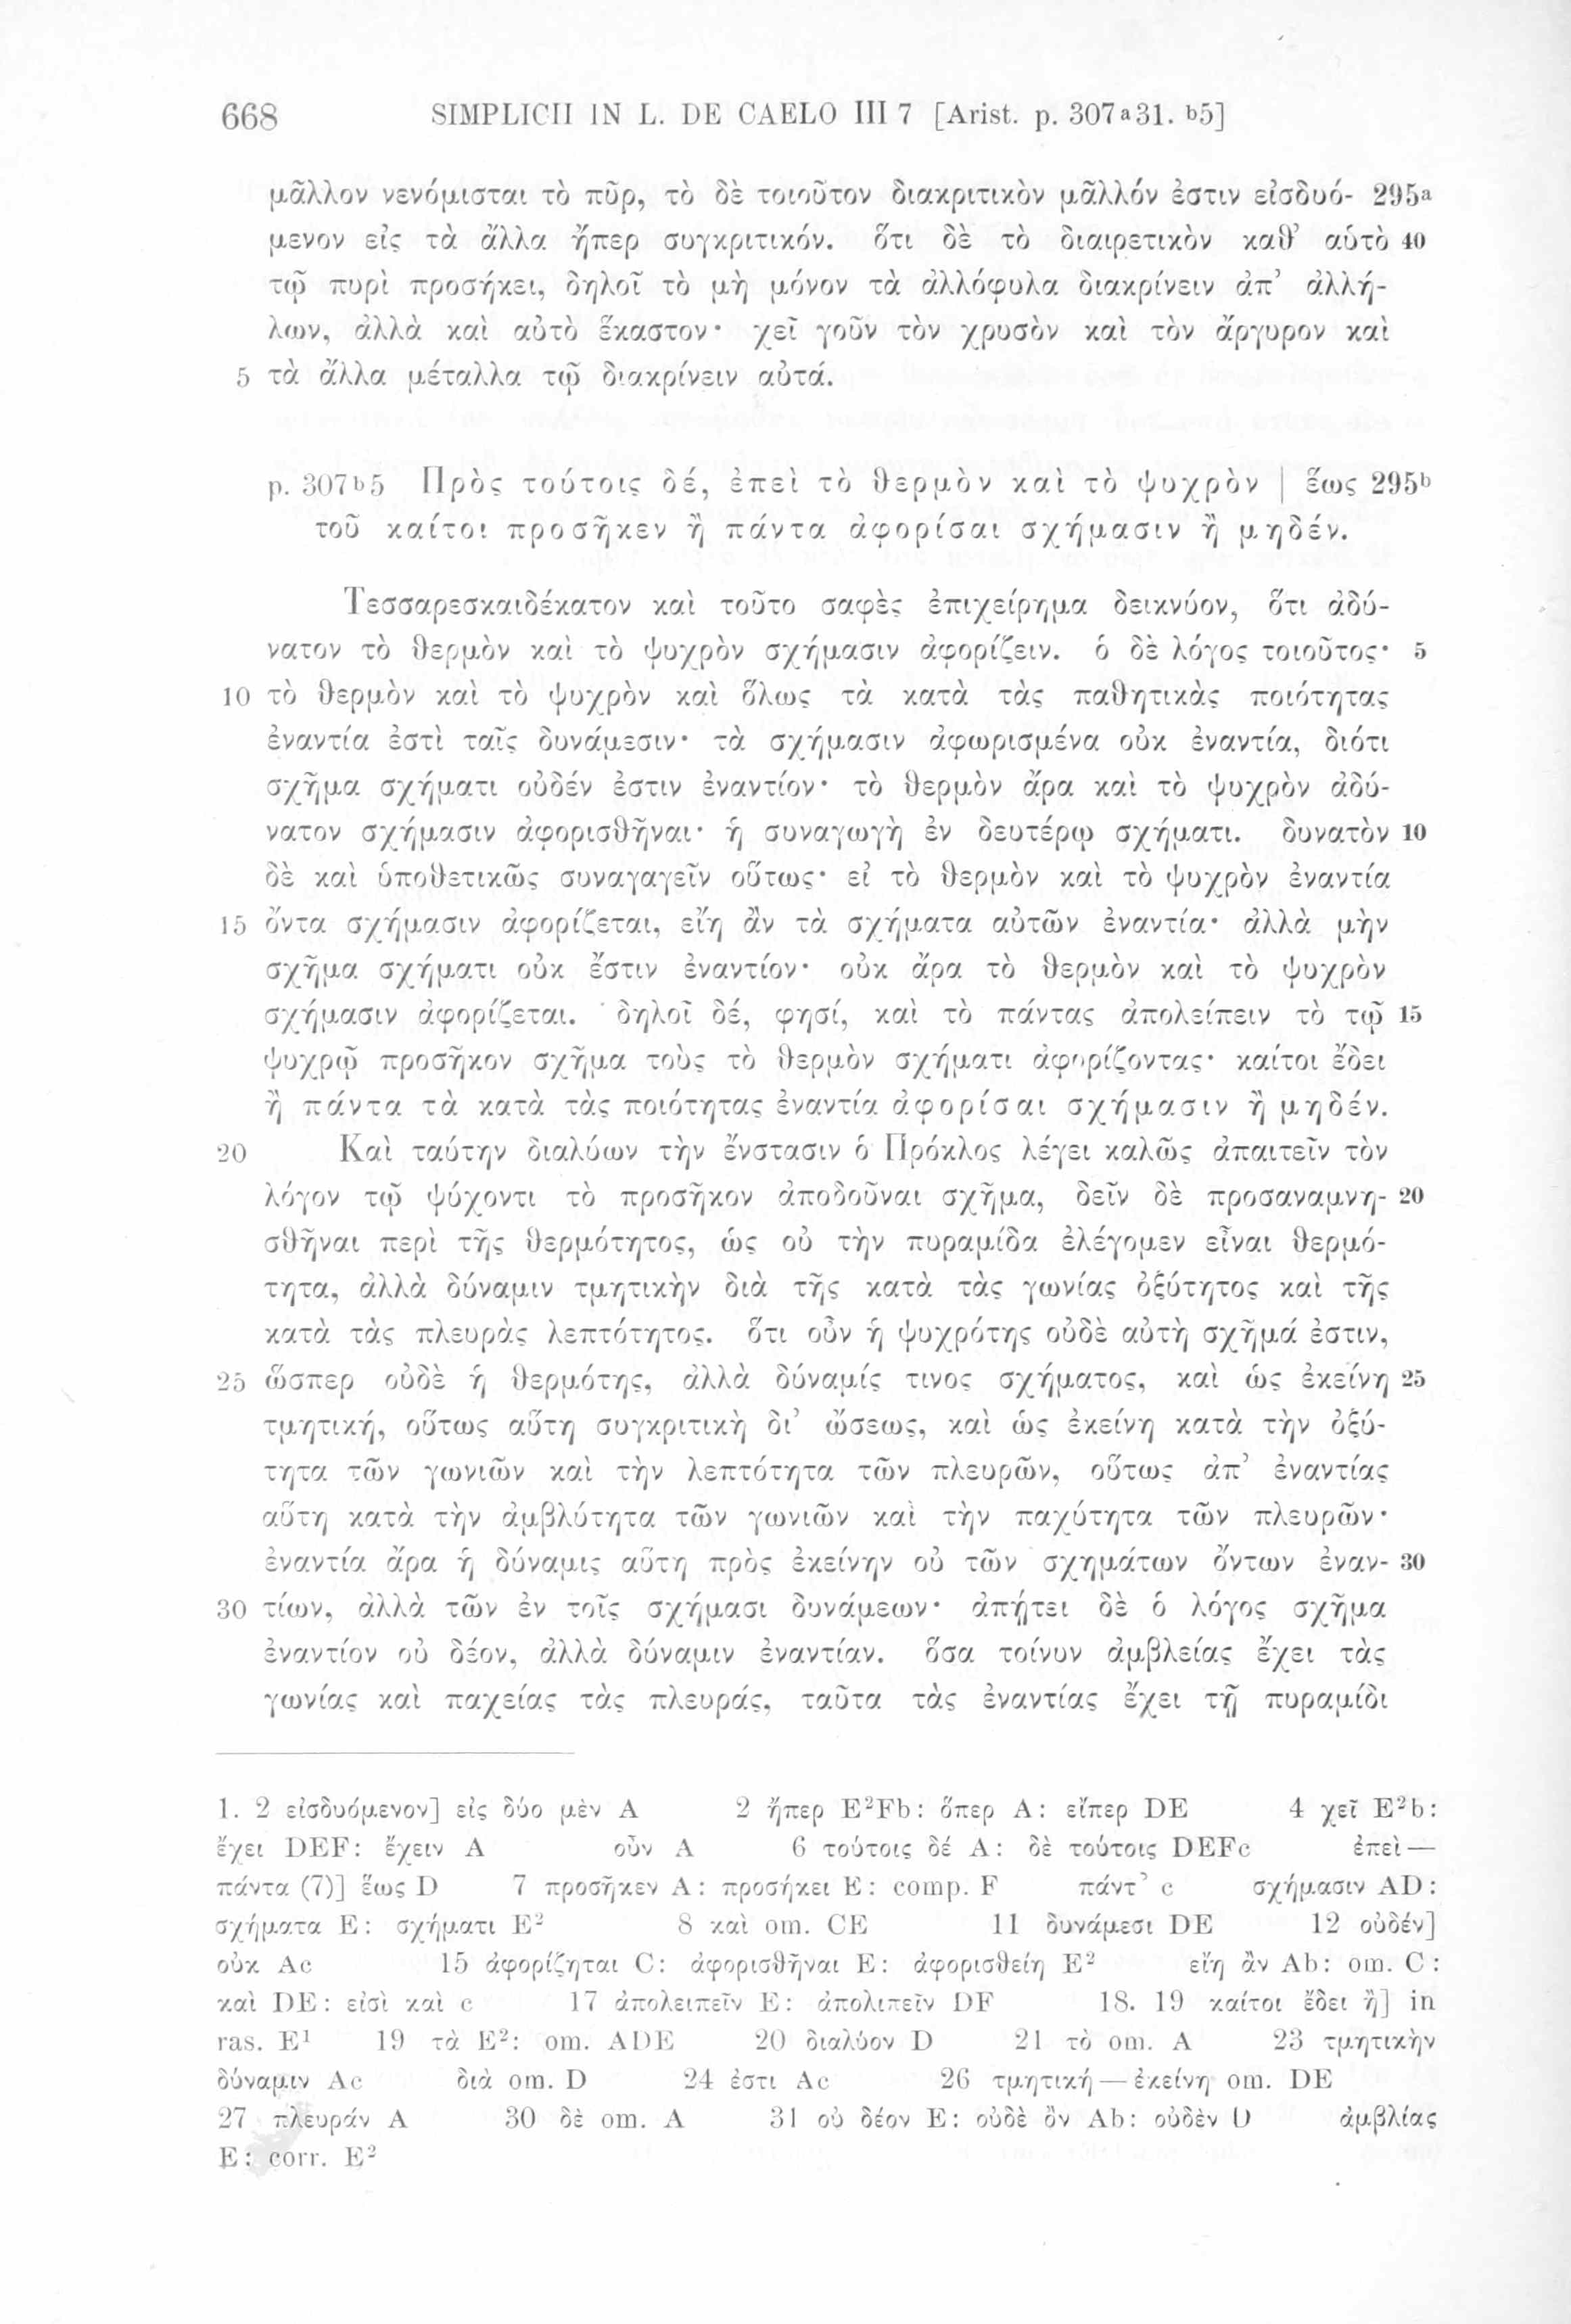 668 SIMPLICII IN L. DE CAELO III 7 [Arist. p. 307ᵃ31. ᵇ5]
μᾶλλον νενόμισται τὸ πῦρ, τὸ δὲ τοιοῦτον διακριτικὸν μᾶλλόν ἐστιν εἰσδυό- 295ᵃ
μενον εἰς τὰ ἄλλα ἤπερ συγκριτικόν. ὅτι δὲ τὸ διαιρετικὸν καθ’ αὑτὸ 40
τῷ πυρὶ προσήκει, δηλοῖ τὸ μὴ μόνον τὰ ἀλλόφυλα διακρίνειν ἀπ’ ἀλλή-
λων, ἀλλὰ καὶ αὐτὸ ἕκαστον· χεῖ γοῦν τὸν χρυσὸν καὶ τὸν ἄργυρον καὶ
5 τὰ ἄλλα μέταλλα τῷ διακρίνειν αὐτά.
p. 307ᵇ5 Πρὸς τούτοις δέ, ἐπεὶ τὸ θερμὸν καὶ τὸ ψυχρὸν | ἕως 295ᵇ
τοῦ καίτοι προσῆκεν ἢ πάντα ἀφορίσαι σχήμασιν ἢ μηδέν.
Τεσσαρεσκαιδέκατον καὶ τοῦτο σαφὲς ἐπιχείρημα δεικνύον, ὅτι ἀδύ-
νατον τὸ θερμὸν καὶ τὸ ψυχρὸν σχήμασιν ἀφορίζειν. ὁ δὲ λόγος τοιοῦτος· 5
10 τὸ θερμὸν καὶ τὸ ψυχρὸν καὶ ὅλως τὰ κατὰ τὰς παθητικὰς ποιότητας
ἐναντία ἐστὶ ταῖς δυνάμεσιν· τὰ σχήμασιν ἀφωρισμένα οὐκ ἐναντία, διότι
σχῆμα σχήματι οὐδέν ἐστιν ἐναντίον· τὸ θερμὸν ἄρα καὶ τὸ ψυχρὸν ἀδύ-
νατον σχήμασιν ἀφορισθῆναι· ἡ συναγωγὴ ἐν δευτέρῳ σχήματι. δυνατὸν 10
δὲ καὶ ὑποθετικῶς συναγαγεῖν οὕτως· εἰ τὸ θερμὸν καὶ τὸ ψυχρὸν ἐναντία
15 ὄντα σχήμασιν ἀφορίζεται, εἴη ἂν τὰ σχήματα αὐτῶν ἐναντία· ἀλλὰ μὴν
σχῆμα σχήματι οὐκ ἔστιν ἐναντίον· οὐκ ἄρα τὸ θερμὸν καὶ τὸ ψυχρὸν
σχήμασιν ἀφορίζεται. δηλοῖ δέ, φησί, καὶ τὸ πάντας ἀπολείπειν τὸ τῷ 15
ψυχρῷ προσῆκον σχῆμα τοὺς τὸ θερμὸν σχήματι ἀφορίζοντας· καίτοι ἔδει
ἢ πάντα τὰ κατὰ τὰς ποιότητας ἐναντία ἀφορίσαι σχήμασιν ἢ μηδέν.
20 Καὶ ταύτην διαλύων τὴν ἔνστασιν ὁ Πρόκλος λέγει καλῶς ἀπαιτεῖν τὸν
λόγον τῷ ψύχοντι τὸ προσῆκον ἀποδοῦναι σχῆμα, δεῖν δὲ προσαναμνη- 20
σθῆναι περὶ τῆς θερμότητος, ὡς οὐ τὴν πυραμίδα ἐλέγομεν εἶναι θερμό-
τητα, ἀλλὰ δύναμιν τμητικὴν διὰ τῆς κατὰ τὰς γωνίας ὀξύτητος καὶ τῆς
κατὰ τὰς πλευρὰς λεπτότητος. ὅτι οὖν ἡ ψυχρότης οὐδὲ αὐτὴ σχῆμά ἐστιν,
25 ὥσπερ οὐδὲ ἡ θερμότης, ἀλλὰ δύναμίς τινος σχήματος, καὶ ὡς ἐκείνη 25
τμητική, οὕτως αὕτη συγκριτικὴ δι’ ὤσεως, καὶ ὡς ἐκείνη κατὰ τὴν ὀξύ-
τητα τῶν γωνιῶν καὶ τὴν λεπτότητα τῶν πλευρῶν, οὕτως ἀπ’ ἐναντίας
αὕτη κατὰ τὴν ἀμβλύτητα τῶν γωνιῶν καὶ τὴν παχύτητα τῶν πλευρῶν·
ἐναντία ἄρα ἡ δύναμις αὕτη πρὸς ἐκείνην οὐ τῶν σχημάτων ὄντων ἐναν- 30
30 τίων, ἀλλὰ τῶν ἐν τοῖς σχήμασι δυνάμεων· ἀπῄτει δὲ ὁ λόγος σχῆμα
ἐναντίον οὐ δέον, ἀλλὰ δύναμιν ἐναντίαν. ὅσα τοίνυν ἀμβλείας ἔχει τὰς
γωνίας καὶ παχείας τὰς πλευράς, ταῦτα τὰς ἐναντίας ἔχει τῇ πυραμίδι
1. 2 εἰσδυόμενον] εἰς δύο μὲν A 2 ἤπερ E²Fb: ὅπερ A: εἴπερ DE 4 χεῖ E²b:
ἔχει DEF: ἔχειν A οὖν A 6 τούτοις δέ A: δὲ τούτοις DEFc ἐπεὶ —
πάντα (7)] ἕως D 7 προσῆκεν A: προσήκει E: comp. F πάντ’ c σχήμασιν AD:
σχήματα E: σχήματι E² 8 καὶ om. CE 11 δυνάμεσι DE 12 οὐδέν]
οὐκ Ac 15 ἀφορίζηται C: ἀφορισθῆναι E: ἀφορισθείη E² εἴη ἂν Ab: om. C:
καὶ DE: εἰσὶ καὶ c 17 ἀπολειπεῖν E: ἀπολιπεῖν DF 18. 19 καίτοι ἔδει ἢ] in
ras. E¹ 19 τὰ E²: om. ADE 20 διαλύον D 21 τὸ om. A 23 τμητικὴν
δύναμιν Ac διὰ om. D 24 ἐστι Ac 26 τμητική — ἐκείνη om. DE
27 πλευράν A 30 δὲ om. A 31 οὐ δέον E: οὐδὲ ὂν Ab: οὐδὲν D ἀμβλίας
E: corr. E²